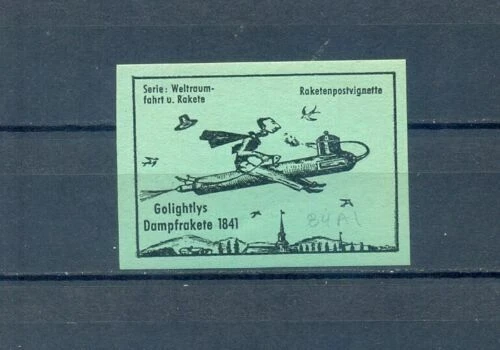 Serie: Weltraum-
fahrt u. Rakete
Raketenpostvignette
Golightlys
Dampfrakete 1841
84A1